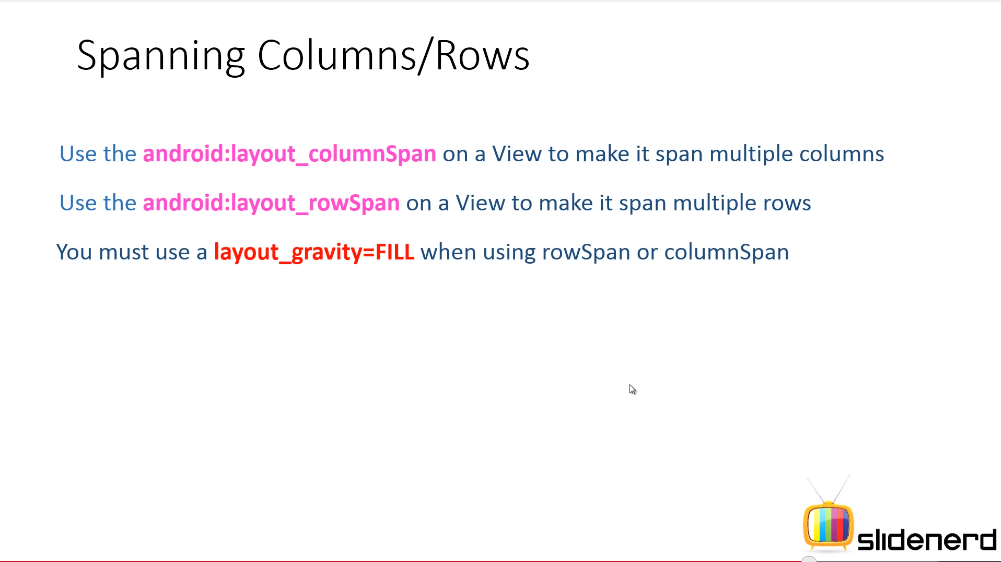 Spanning Columns/Rows
Use the android:layout_columnSpan on a View to make it span multiple columns
Use the android:layout_rowSpan on a View to make it span multiple rows
You must use a layout_gravity=FILL when using rowSpan or columnSpan
slidenerd